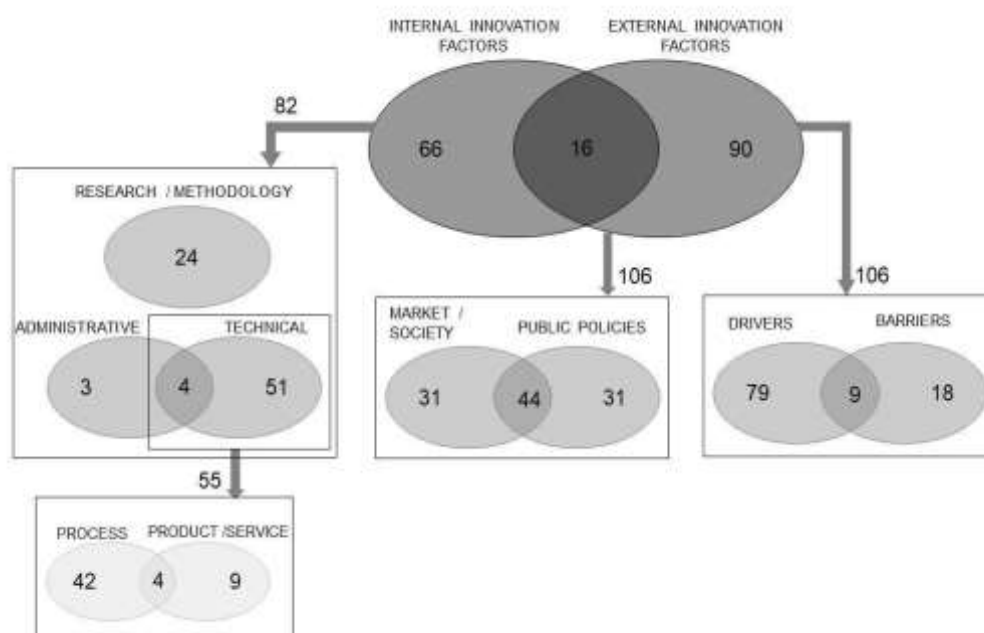 INTERNAL INNOVATION FACTORS
EXTERNAL INNOVATION FACTORS
82
66
16
90
RESEARCH / METHODOLOGY
24
106
106
ADMINISTRATIVE
TECHNICAL
3
4
51
MARKET / SOCIETY
PUBLIC POLICIES
31
44
31
DRIVERS
BARRIERS
79
9
18
55
PROCESS
PRODUCT /SERVICE
42
4
9